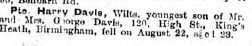 Pte. Harry Davis, Wilts, youngest son of Mr.
and Mrs. George Davis, 120, High St., King's
Heath, Birmingham, fell on August 22, aged 23.